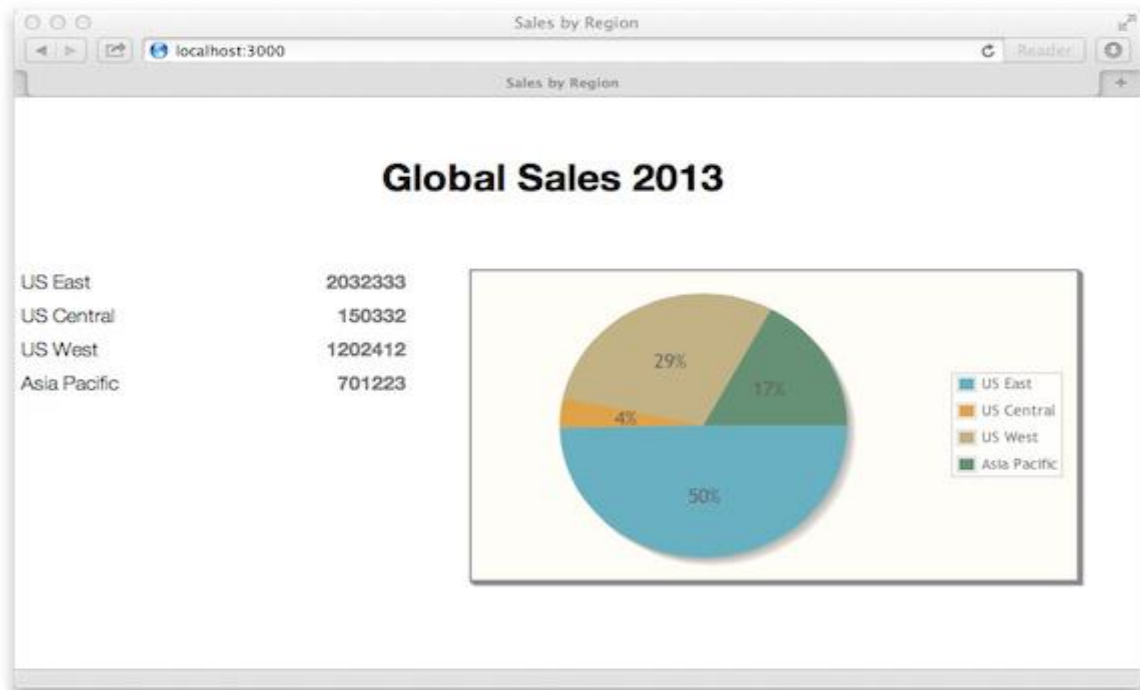 Sales by Region
localhost:3000
Reader
Sales by Region
Global Sales 2013
US East 2032333
US Central 150332
US West 1202412
Asia Pacific 701223
29%
17%
4%
50%
US East
US Central
US West
Asia Pacific